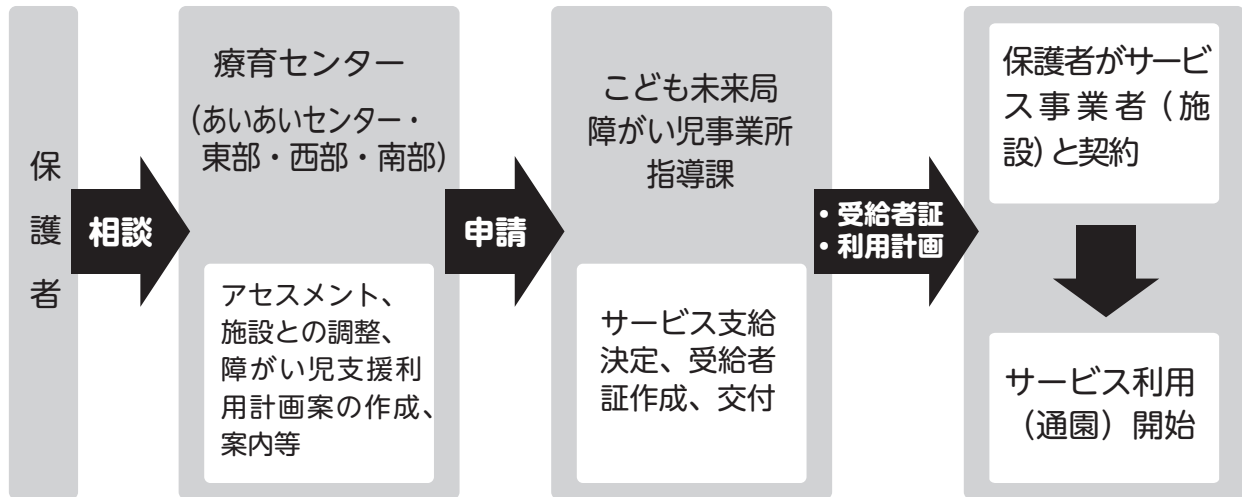 保護者
相談
療育センター
(あいあいセンター・
東部・西部・南部)
アセスメント、
施設との調整、
障がい児支援利
用計画案の作成、
案内等
申請
こども未来局
障がい児事業所
指導課
サービス支給
決定、受給者
証作成、交付
・受給者証
・利用計画
保護者がサービ
ス事業者（施
設）と契約
サービス利用
（通園）開始